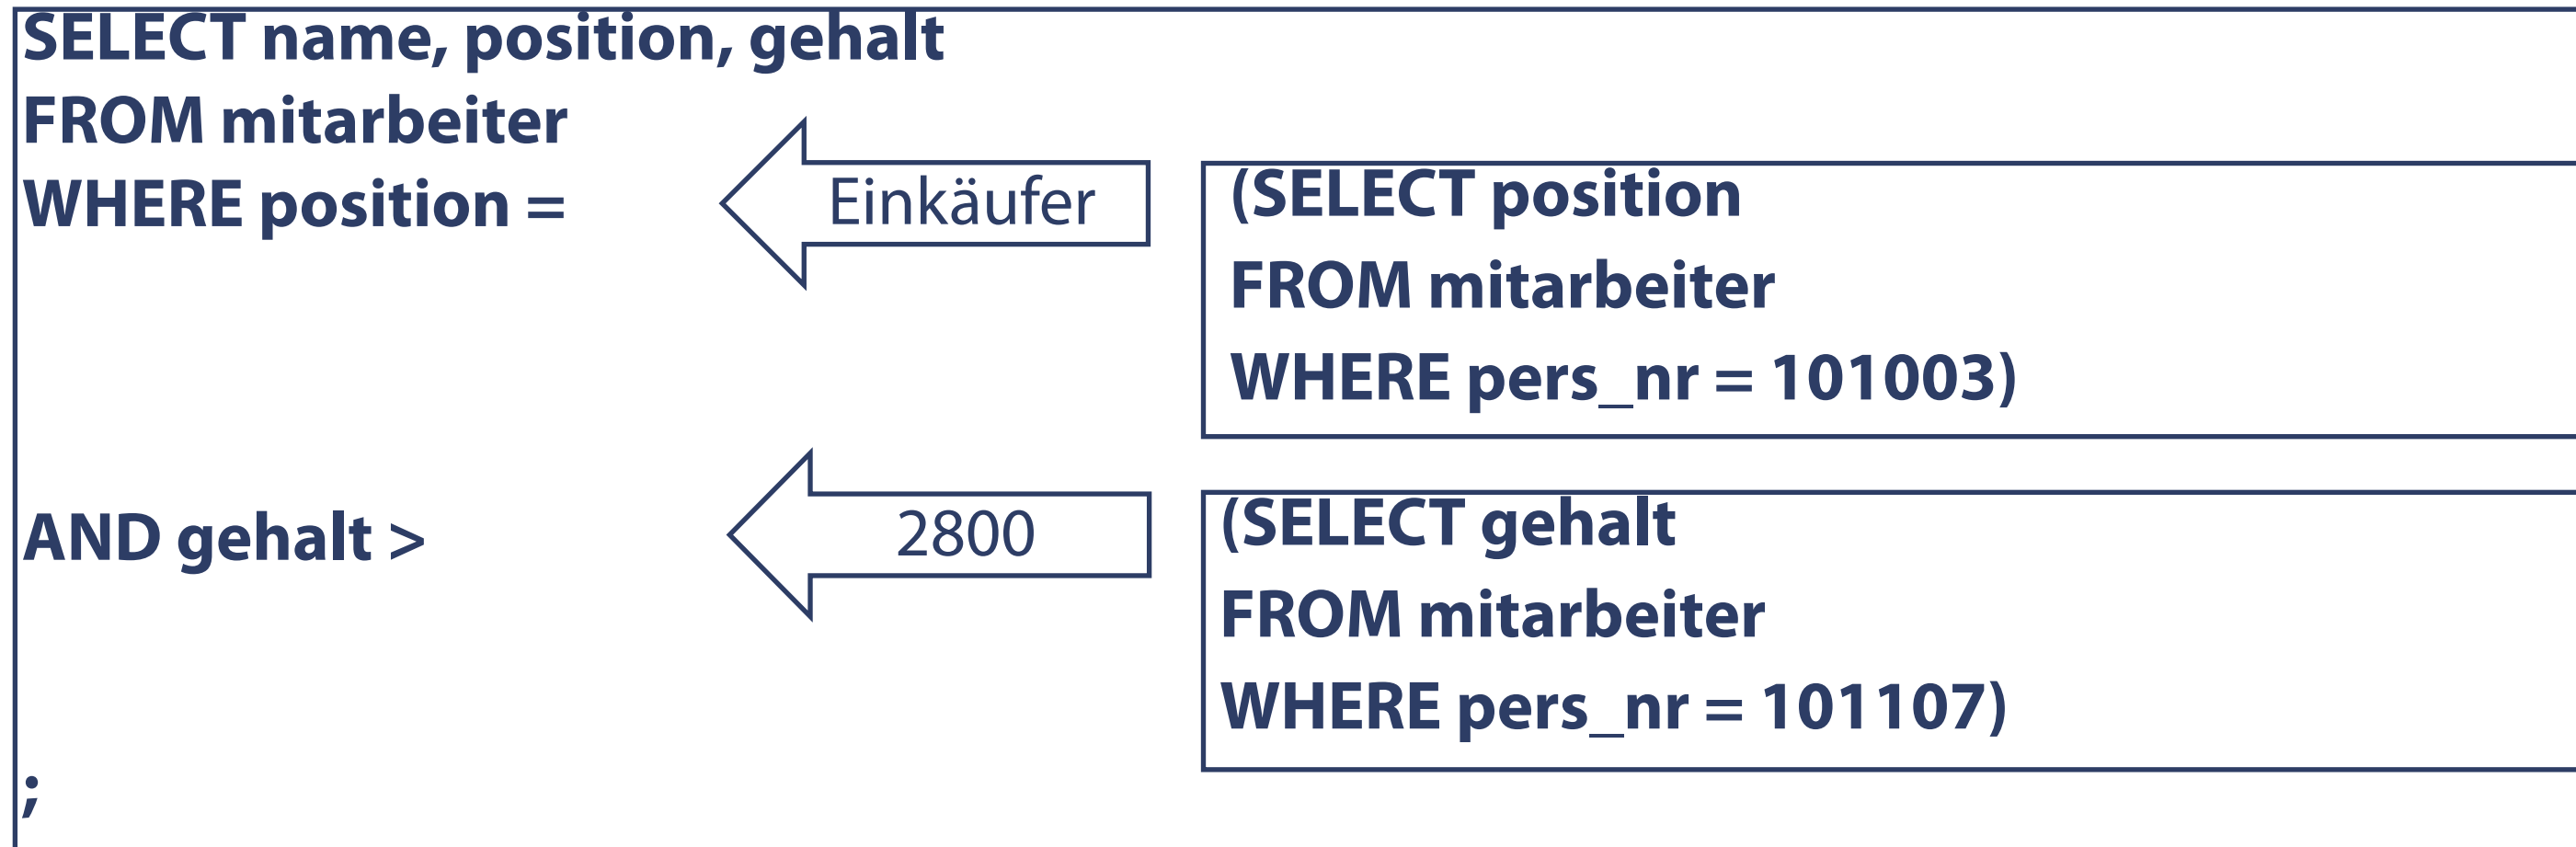 SELECT name, position, gehalt
FROM mitarbeiter
WHERE position =
Einkäufer
(SELECT position
FROM mitarbeiter
WHERE pers_nr = 101003)
AND gehalt >
2800
(SELECT gehalt
FROM mitarbeiter
WHERE pers_nr = 101107)
;